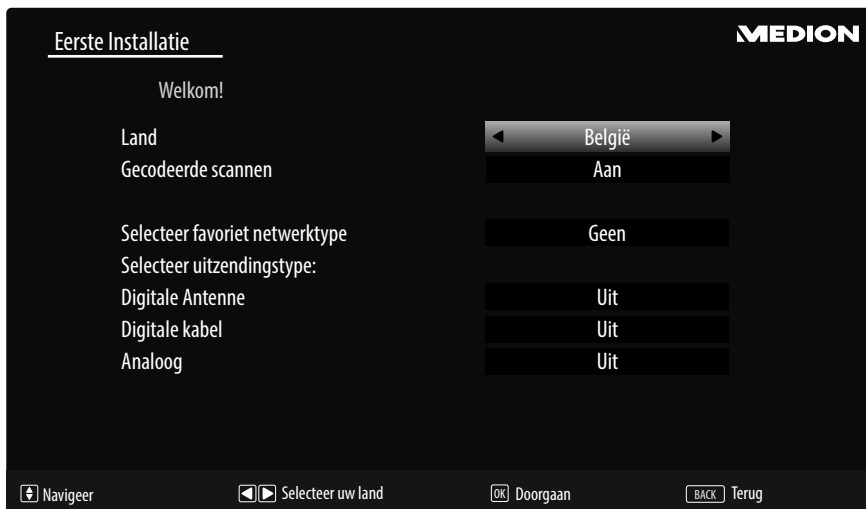 Eerste Installatie
MEDION
Welkom!
Land België
Gecodeerde scannen Aan
Selecteer favoriet netwerktype Geen
Selecteer uitzendingstype:
Digitale Antenne Uit
Digitale kabel Uit
Analoog Uit
Navigeer Selecteer uw land OK Doorgaan BACK Terug